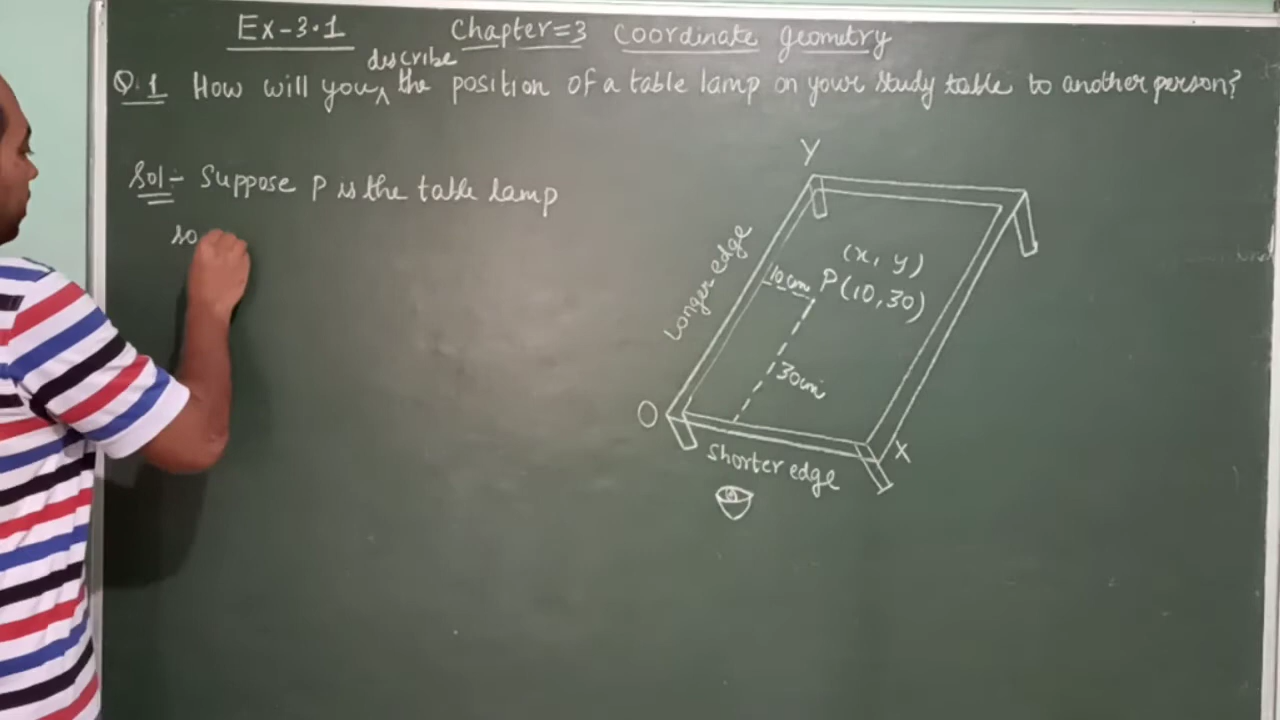 Ex-3.1 Chapter=3 Coordinate geometry
Q.1 How will you describe the position of a table lamp on your study table to another person?
Sol:- Suppose P is the table lamp
so
Y
Longer edge
(x, y)
10cm P(10,30)
30cm
O
X
Shorter edge